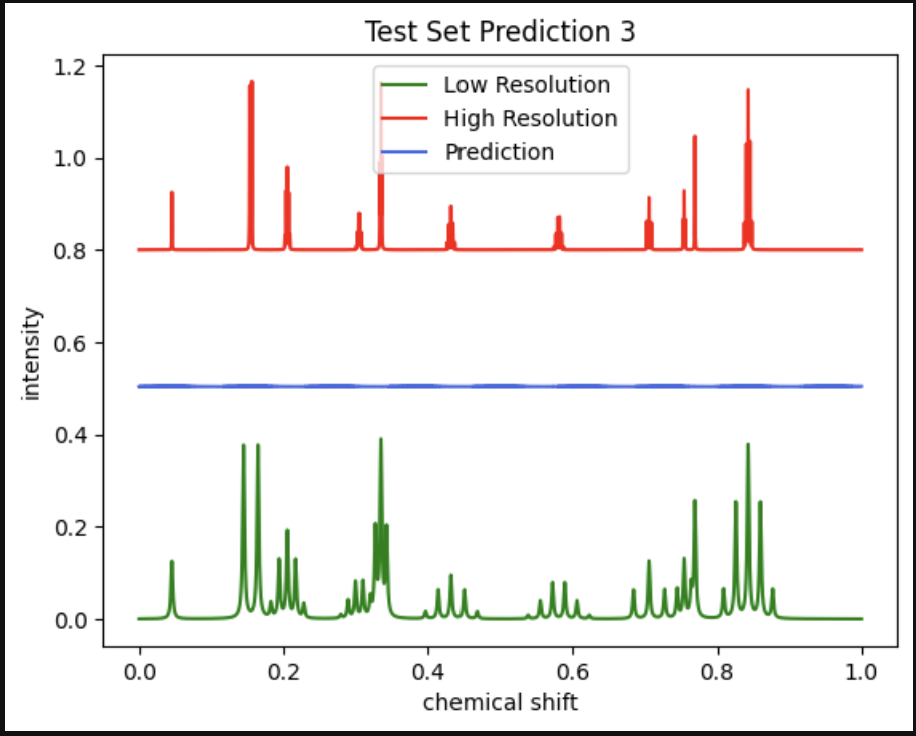 Test Set Prediction 3
Low Resolution
High Resolution
Prediction
intensity
1.2
1.0
0.8
0.6
0.4
0.2
0.0
0.0 0.2 0.4 0.6 0.8 1.0
chemical shift